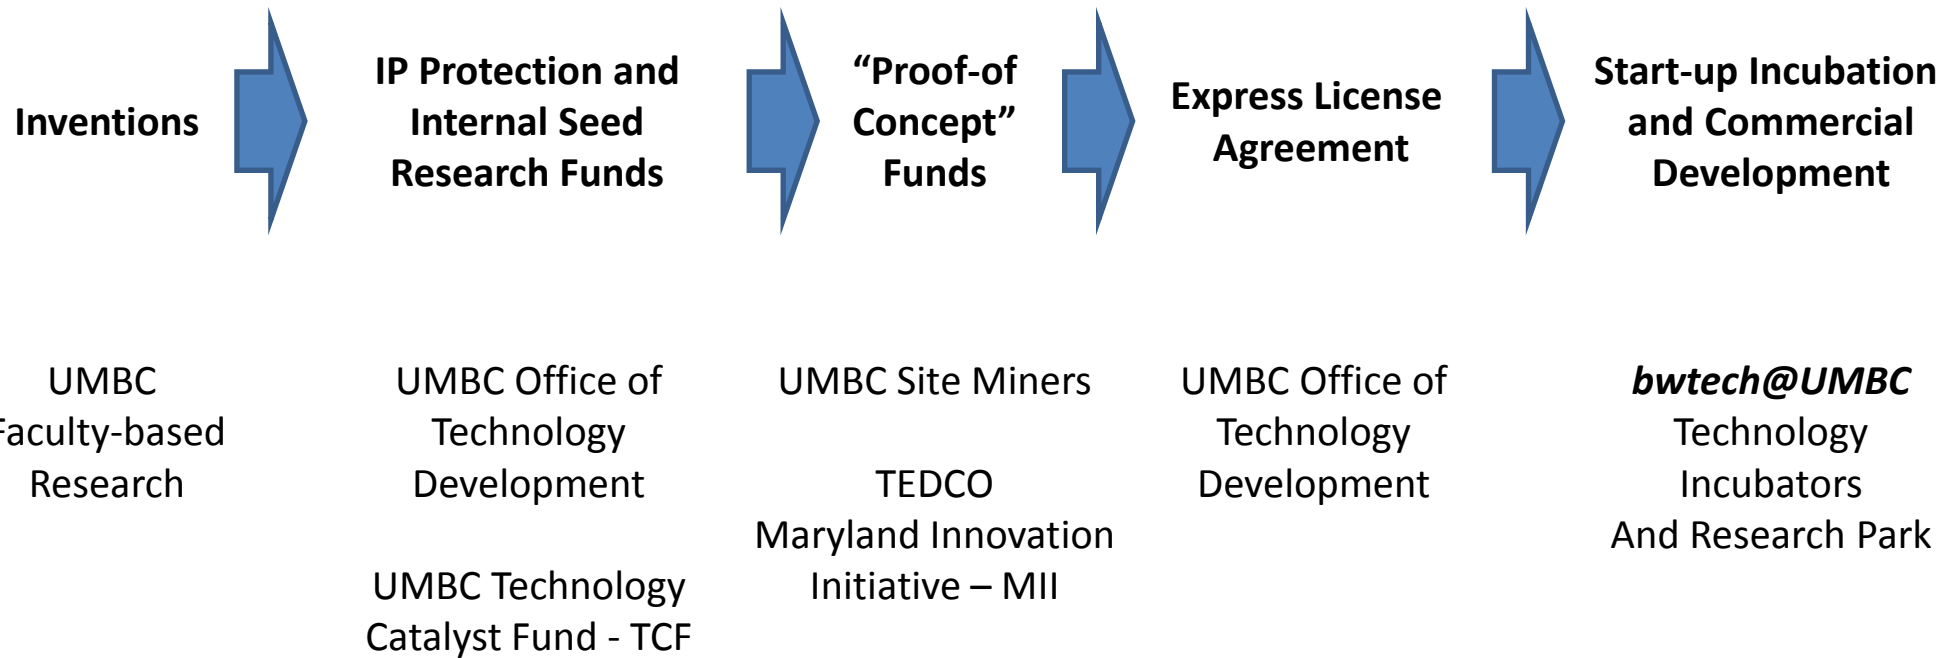 Inventions
IP Protection and
Internal Seed
Research Funds
“Proof-of
Concept”
Funds
Express License
Agreement
Start-up Incubation
and Commercial
Development
UMBC
Faculty-based
Research
UMBC Office of
Technology
Development
UMBC Technology
Catalyst Fund - TCF
UMBC Site Miners
TEDCO
Maryland Innovation
Initiative – MII
UMBC Office of
Technology
Development
bwtech@UMBC
Technology
Incubators
And Research Park